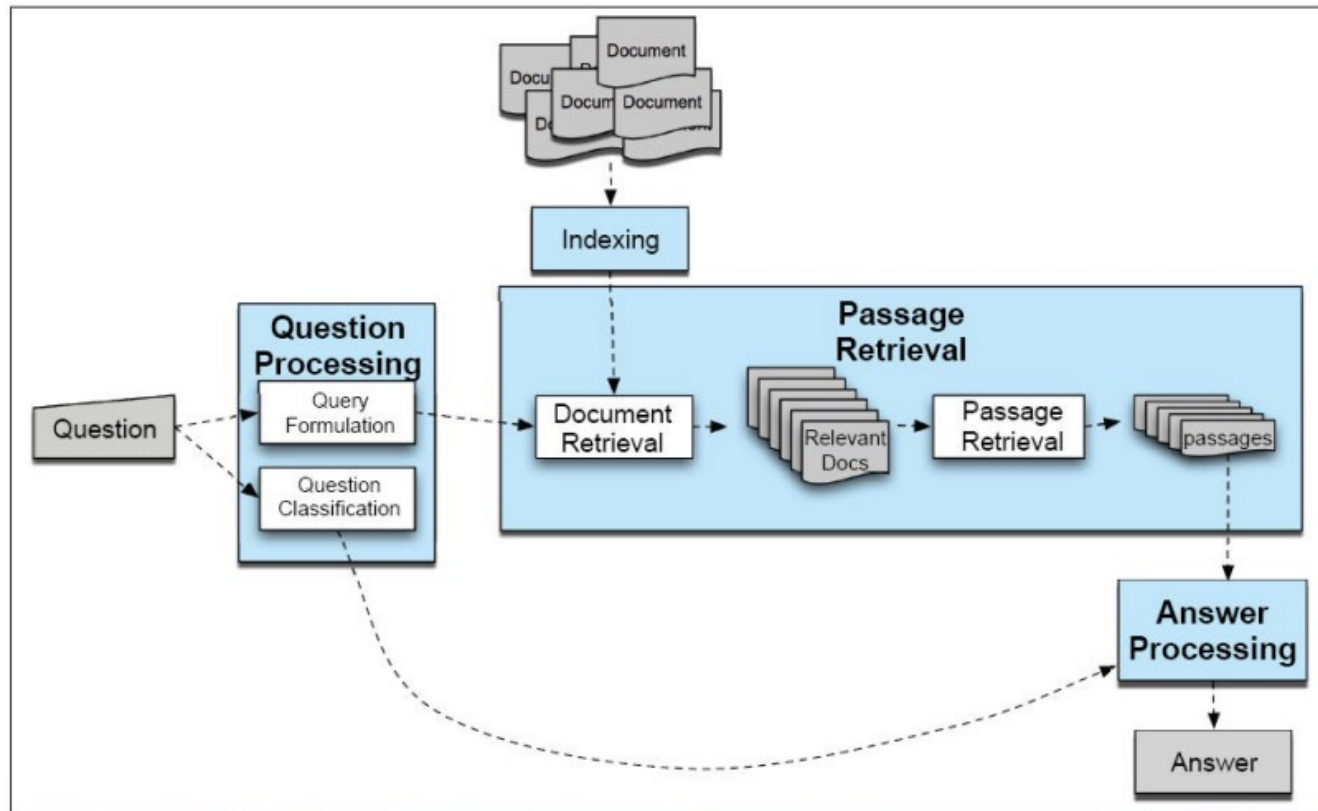 Document
Document
Indexing
Question
Processing
Passage
Retrieval
Question
Query
Formulation
Question
Classification
Document
Retrieval
Relevant
Docs
Passage
Retrieval
passages
Answer
Processing
Answer